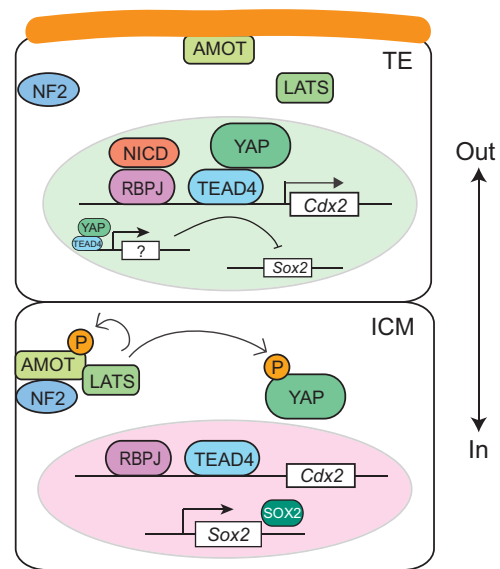 AMOT
TE
NF2
LATS
Out
NICD
YAP
RBPJ
TEAD4
Cdx2
YAP
TEAD4
?
Sox2
ICM
P
AMOT
LATS
P
NF2
YAP
In
RBPJ
TEAD4
Cdx2
SOX2
Sox2